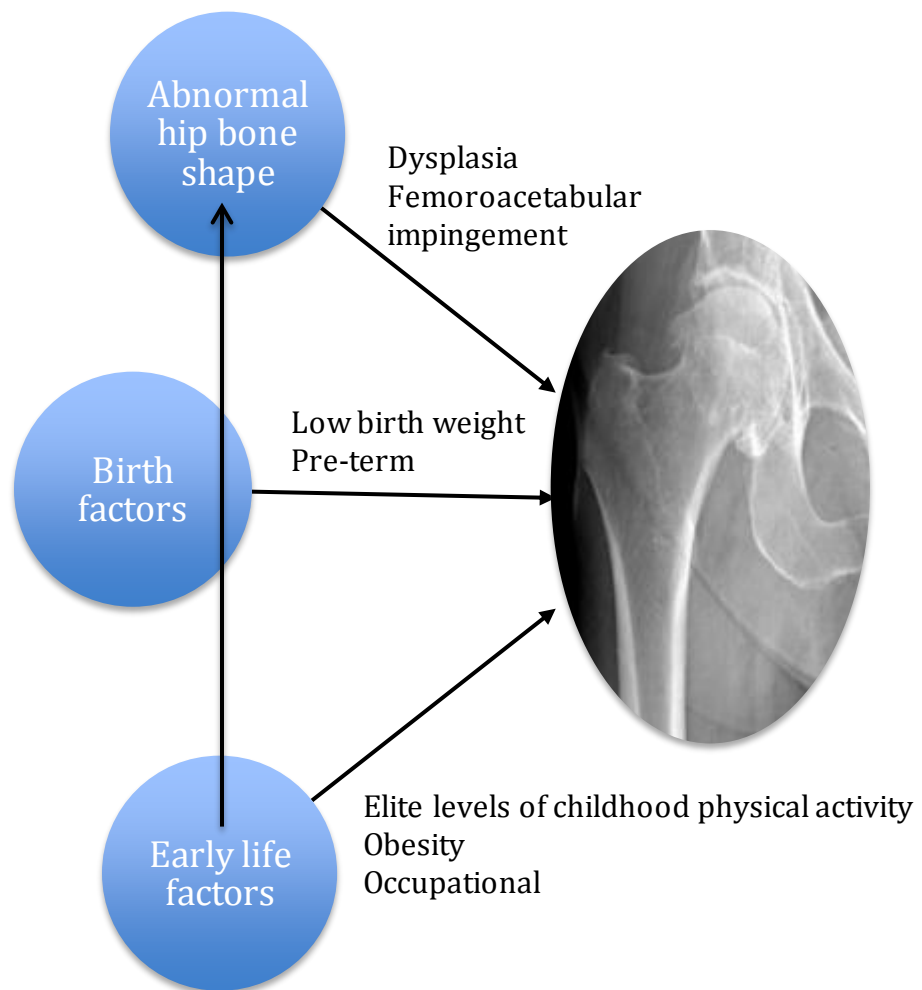 Abnormal
hip bone
shape
Dysplasia
Femoroacetabular
impingement
Low birth weight
Pre-term
Birth
factors
Elite levels of childhood physical activity
Obesity
Occupational
Early life
factors